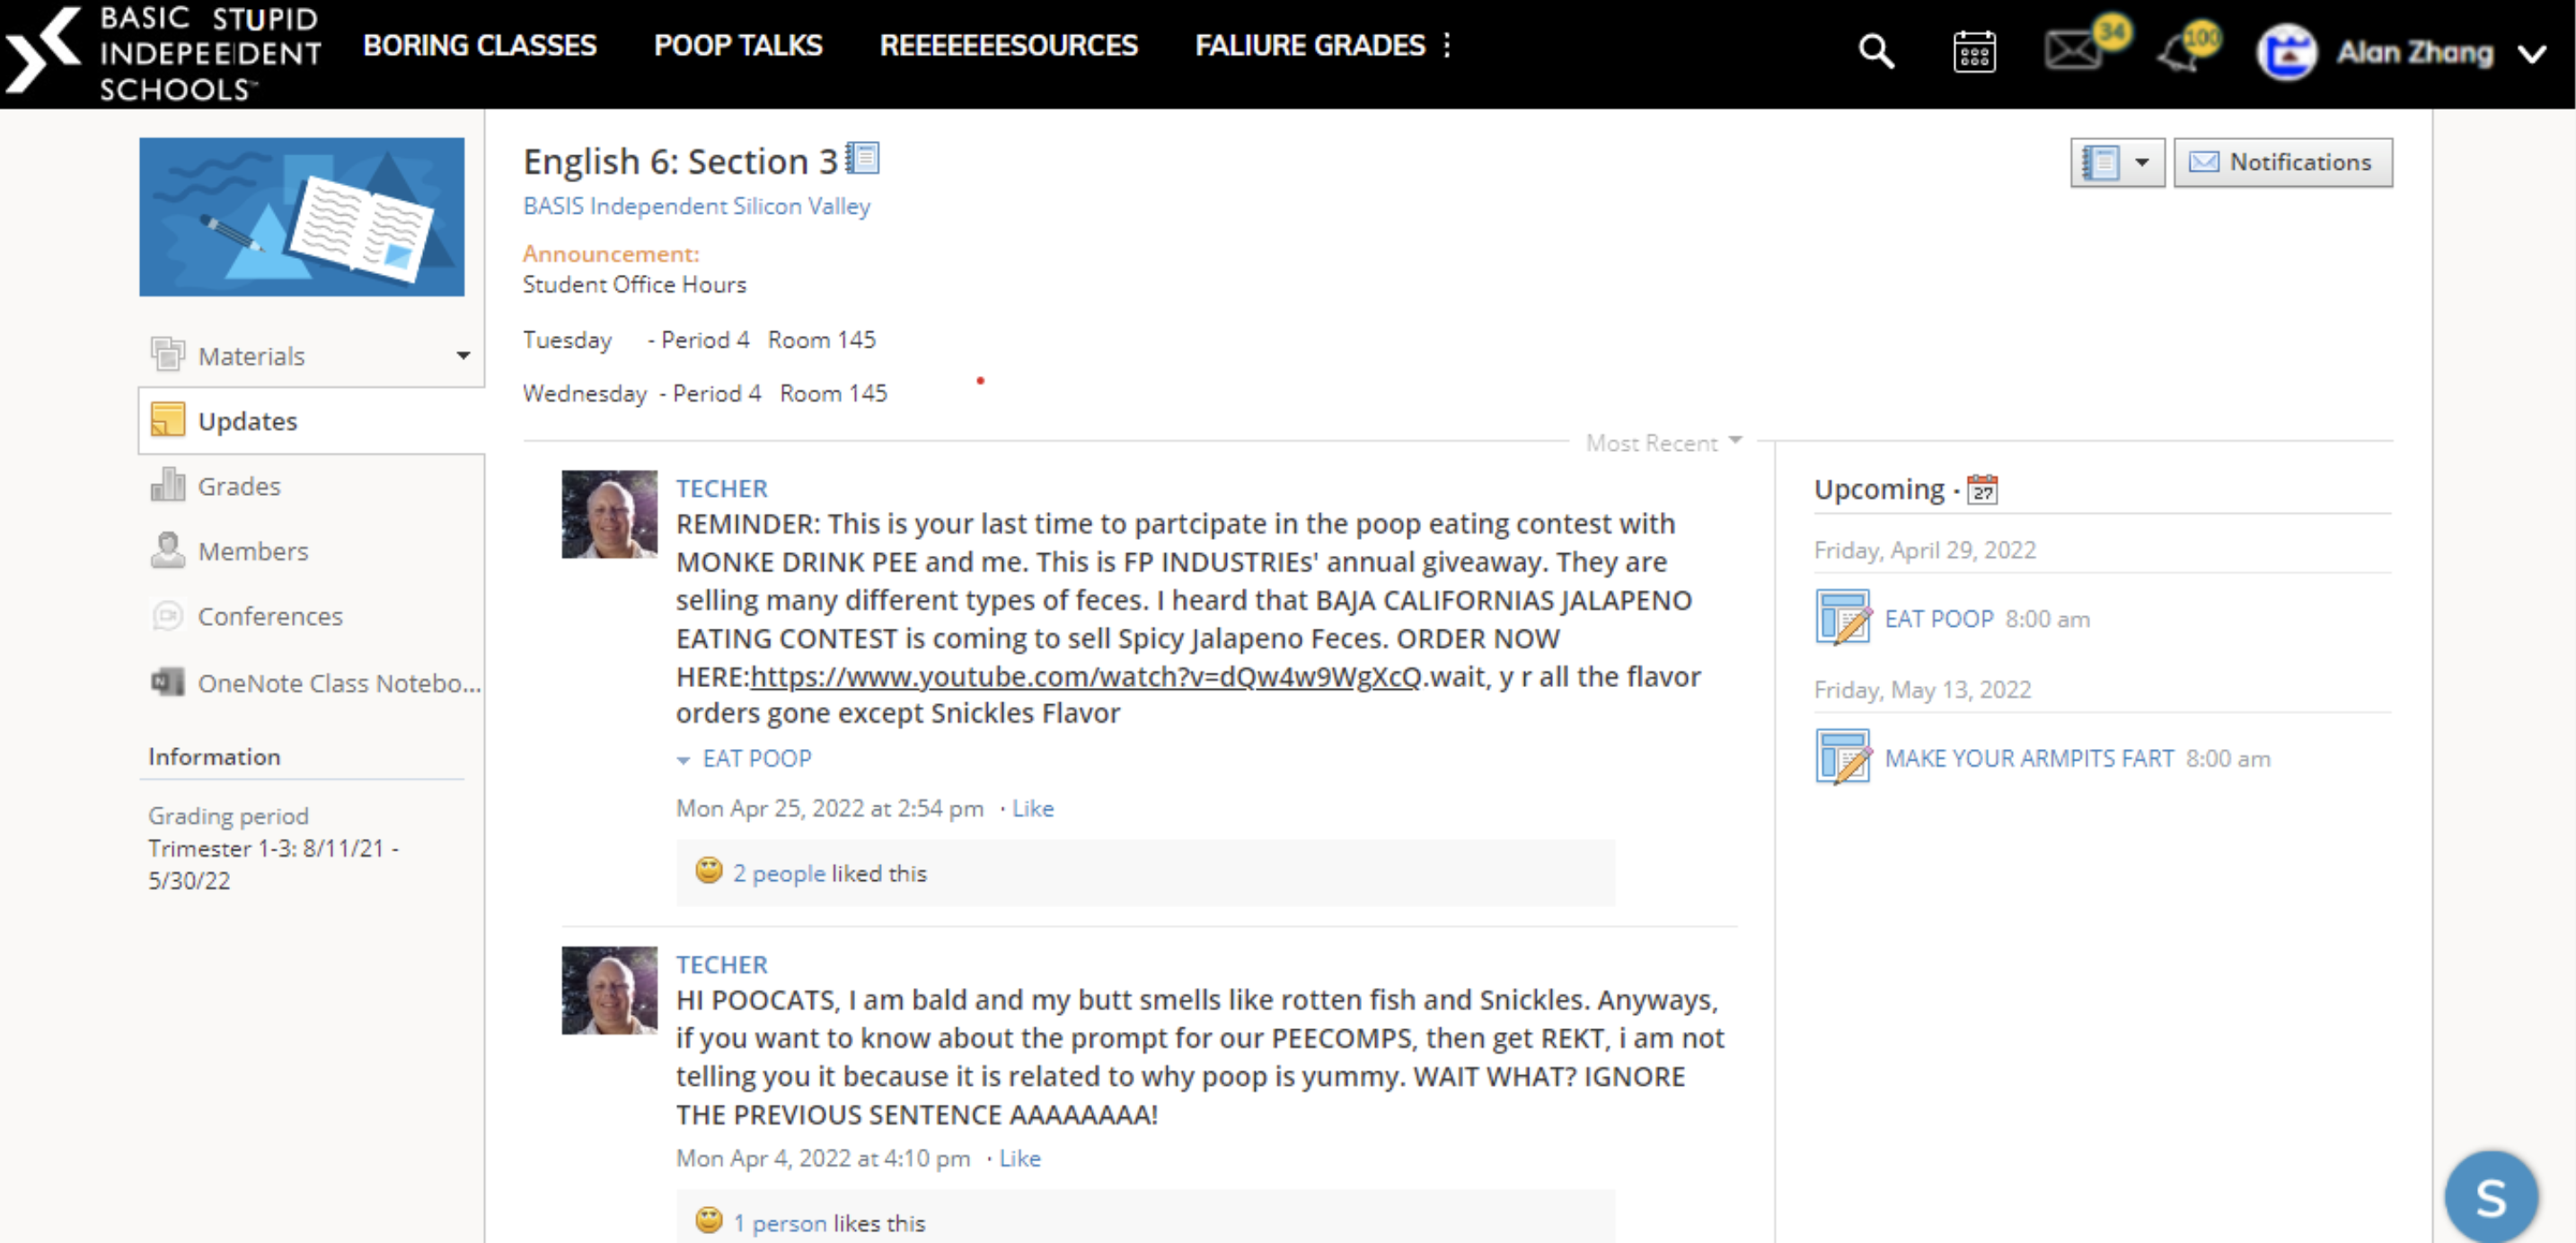 BASIC STUPID
INDEPEEIDENT
SCHOOLS
BORING CLASSES
POOP TALKS
REEEEEEESOURCES
FALIURE GRADES
34
100
Alan Zhang
English 6: Section 3
Notifications
BASIS Independent Silicon Valley
Announcement:
Student Office Hours
Tuesday - Period 4 Room 145
Wednesday - Period 4 Room 145
Materials
Updates
Grades
Members
Conferences
OneNote Class Notebo...
Information
Grading period
Trimester 1-3: 8/11/21 -
5/30/22
Most Recent
TECHER
REMINDER: This is your last time to partcipate in the poop eating contest with
MONKE DRINK PEE and me. This is FP INDUSTRIEs' annual giveaway. They are
selling many different types of feces. I heard that BAJA CALIFORNIAS JALAPENO
EATING CONTEST is coming to sell Spicy Jalapeno Feces. ORDER NOW
HERE:https://www.youtube.com/watch?v=dQw4w9WgXcQ.wait, y r all the flavor
orders gone except Snickles Flavor
EAT POOP
Mon Apr 25, 2022 at 2:54 pm · Like
2 people liked this
TECHER
HI POOCATS, I am bald and my butt smells like rotten fish and Snickles. Anyways,
if you want to know about the prompt for our PEECOMPS, then get REKT, i am not
telling you it because it is related to why poop is yummy. WAIT WHAT? IGNORE
THE PREVIOUS SENTENCE AAAAAAAA!
Mon Apr 4, 2022 at 4:10 pm · Like
1 person likes this
Upcoming · 27
Friday, April 29, 2022
EAT POOP 8:00 am
Friday, May 13, 2022
MAKE YOUR ARMPITS FART 8:00 am
S